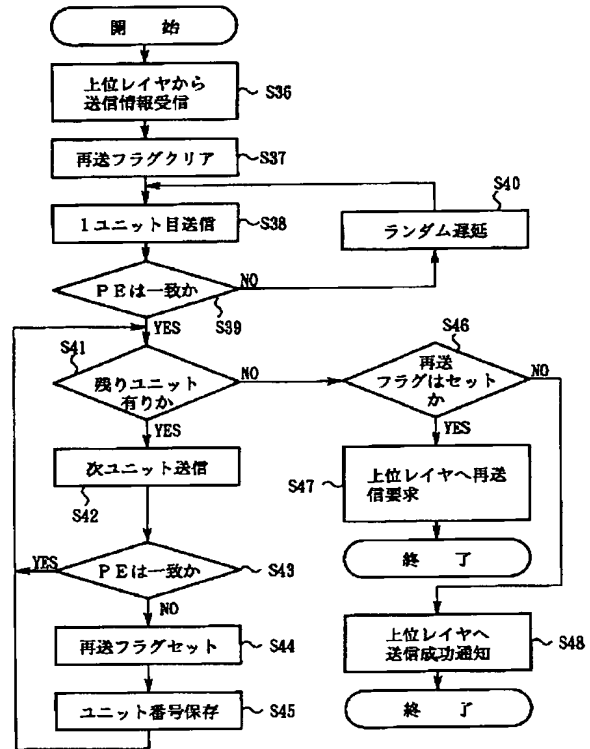 開 始
上位レイヤから
送信情報受信
S36
再送フラグクリア
S37
1ユニット目送信
S38
S40
ランダム遅延
PEは一致か
NO
S39
YES
S41
残りユニット
有りか
NO
YES
S46
再送
フラグはセット
か
NO
YES
次ユニット送信
S42
S47
上位レイヤへ再送
信要求
終 了
YES
PEは一致か
S43
NO
再送フラグセット
S44
ユニット番号保存
S45
上位レイヤへ
送信成功通知
S48
終 了